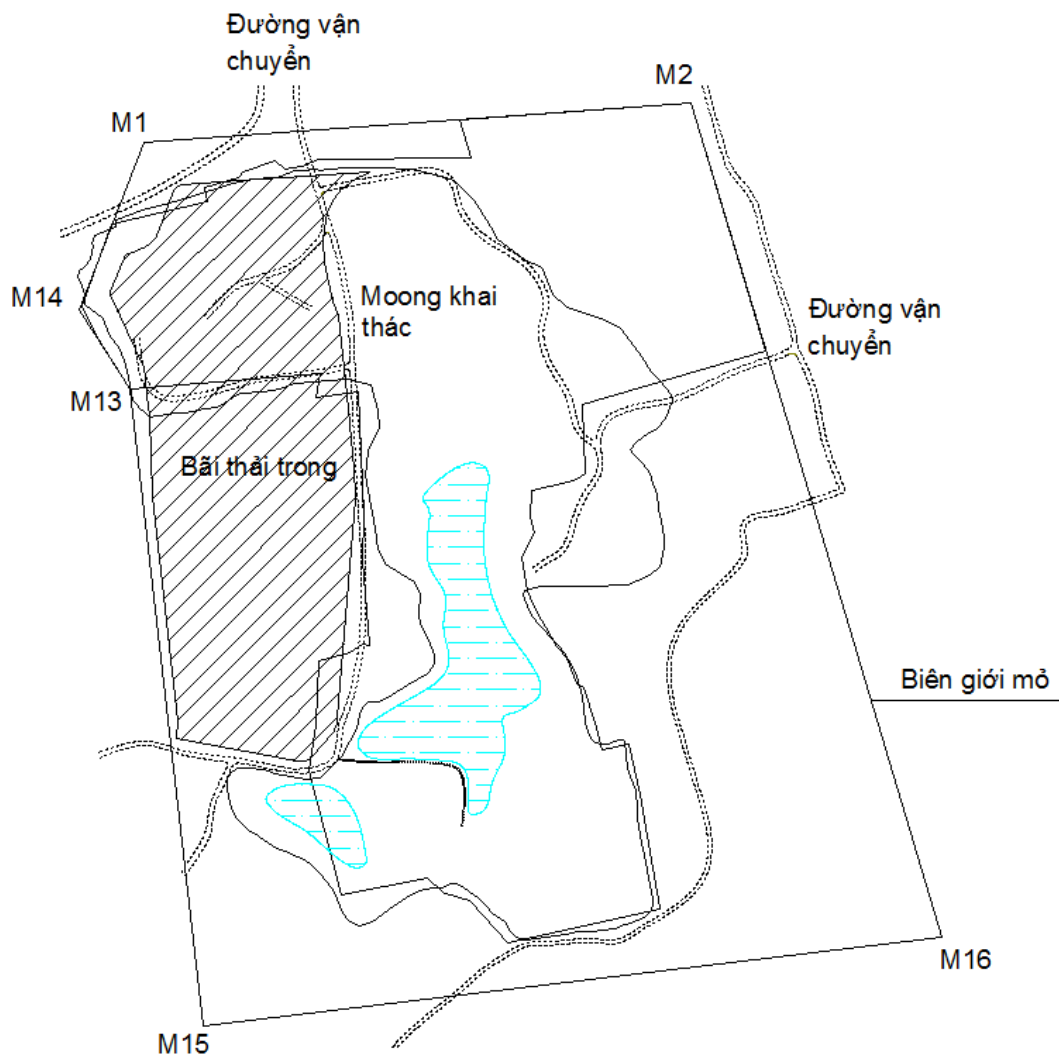 Đường vận
chuyển
M2
M1
M14
Moong khai
thác
Đường vận
chuyển
M13
Bãi thải trong
Biên giới mỏ
M16
M15